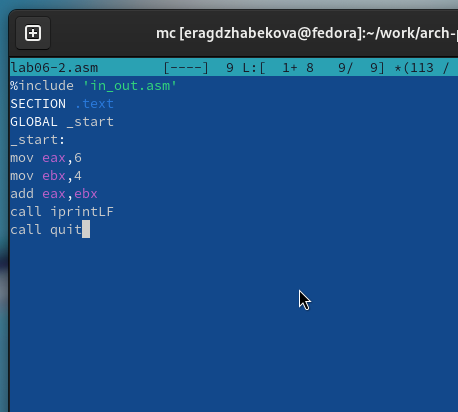 mc [eragdzhabekova@fedora]:~/work/arch-
lab06-2.asm [----] 9 L:[ 1+ 8 9/ 9] *(113 /
%include 'in_out.asm'
SECTION .text
GLOBAL _start
_start:
mov eax,6
mov ebx,4
add eax,ebx
call iprintLF
call quit